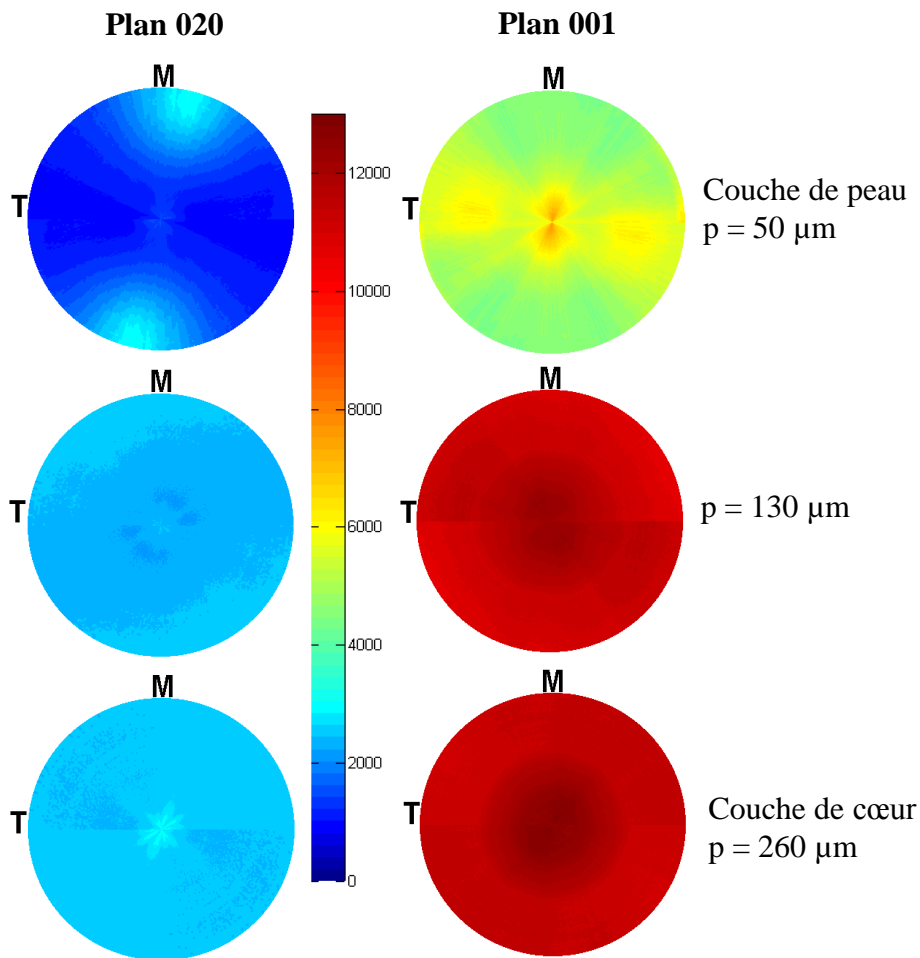 Plan 020
Plan 001
M
M
T
T
12000
10000
8000
6000
4000
2000
0
Couche de peau
p = 50 µm
M
M
T
T
p = 130 µm
M
M
T
T
Couche de cœur
p = 260 µm